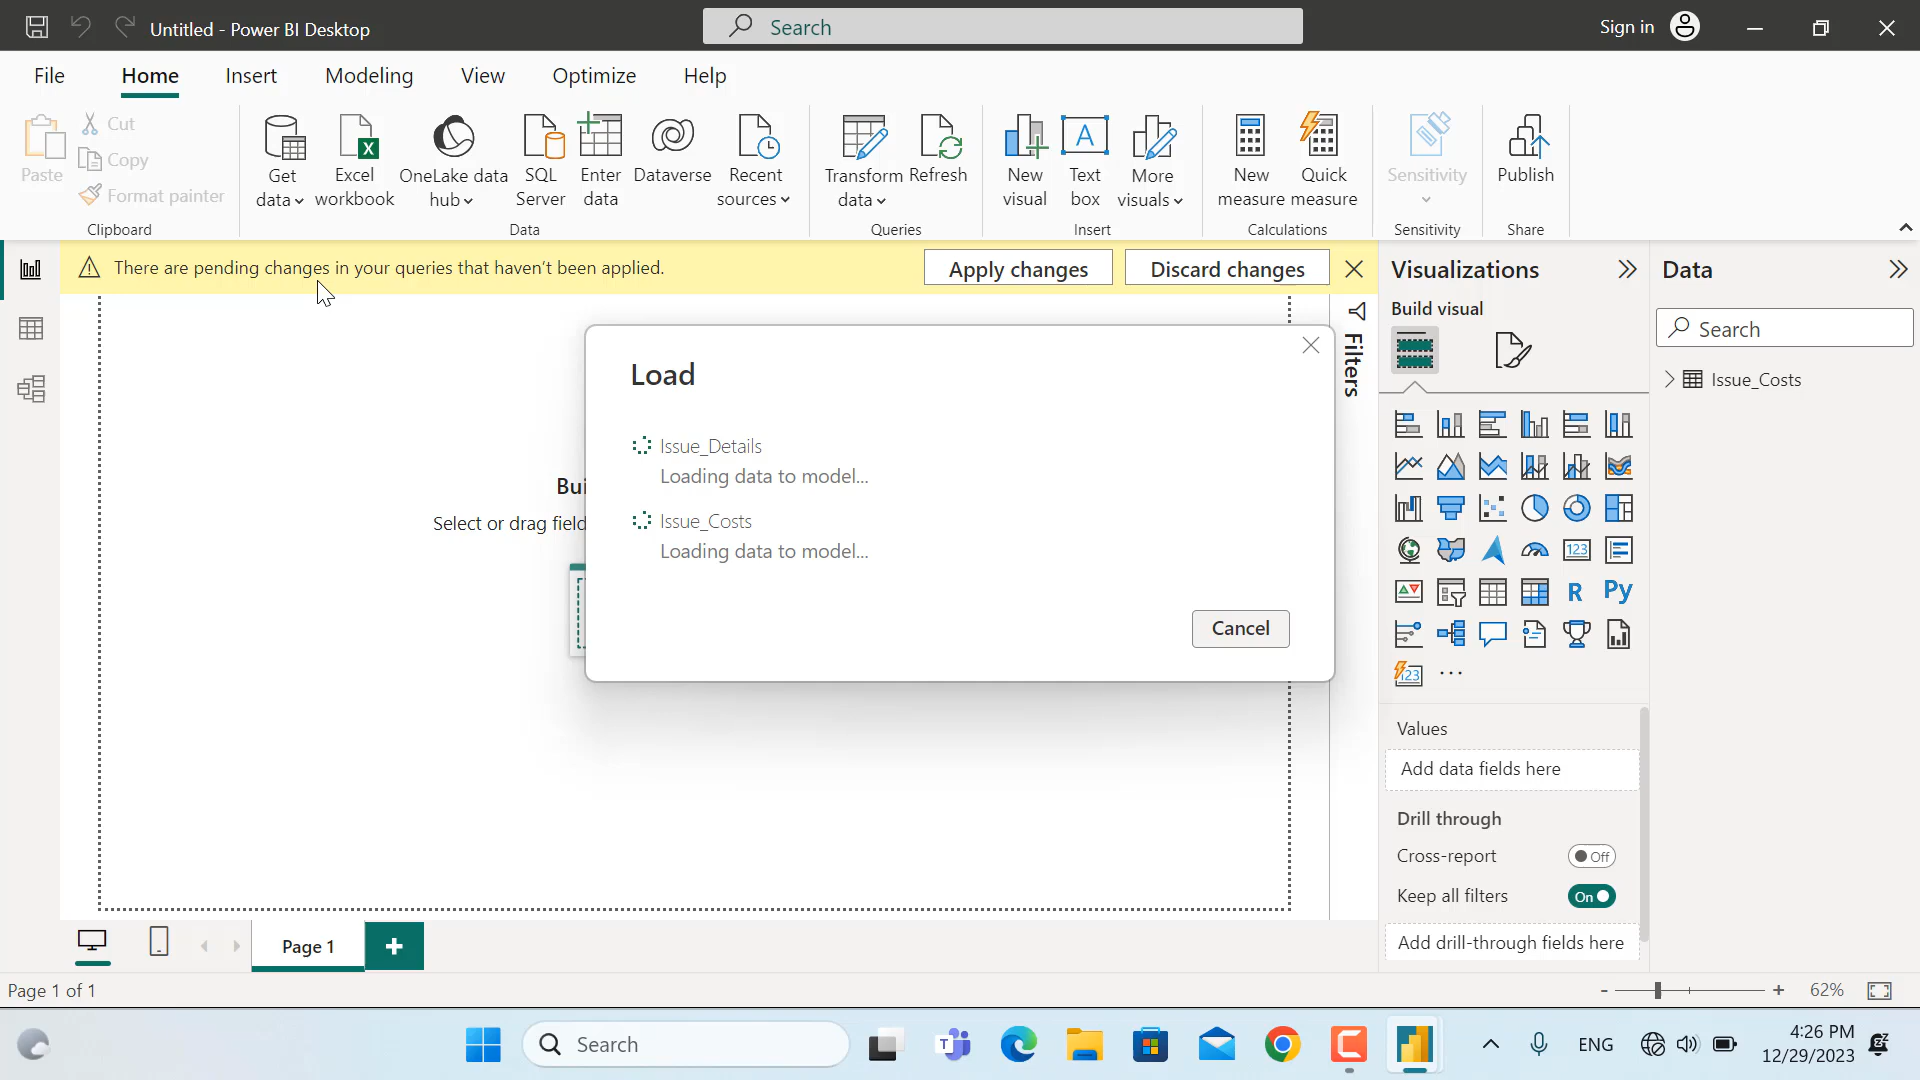 Untitled - Power BI Desktop
Search
Sign in
File
Home
Insert
Modeling
View
Optimize
Help
Paste
Cut
Copy
Format painter
Clipboard
Get data
Excel workbook
OneLake data hub
SQL Server
Enter data
Dataverse
Recent sources
Data
Transform data
Refresh
Queries
New visual
Text box
More visuals
Insert
New measure
Quick measure
Calculations
Sensitivity
Sensitivity
Publish
Share
There are pending changes in your queries that haven't been applied.
Apply changes
Discard changes
Bui
Select or drag field
Load
Issue_Details
Loading data to model...
Issue_Costs
Loading data to model...
Cancel
Filters
Visualizations
Build visual
123
R
Py
123
Values
Add data fields here
Drill through
Cross-report
Off
Keep all filters
On
Add drill-through fields here
Data
Search
Issue_Costs
Page 1
Page 1 of 1
62%
Search
ENG
4:26 PM
12/29/2023